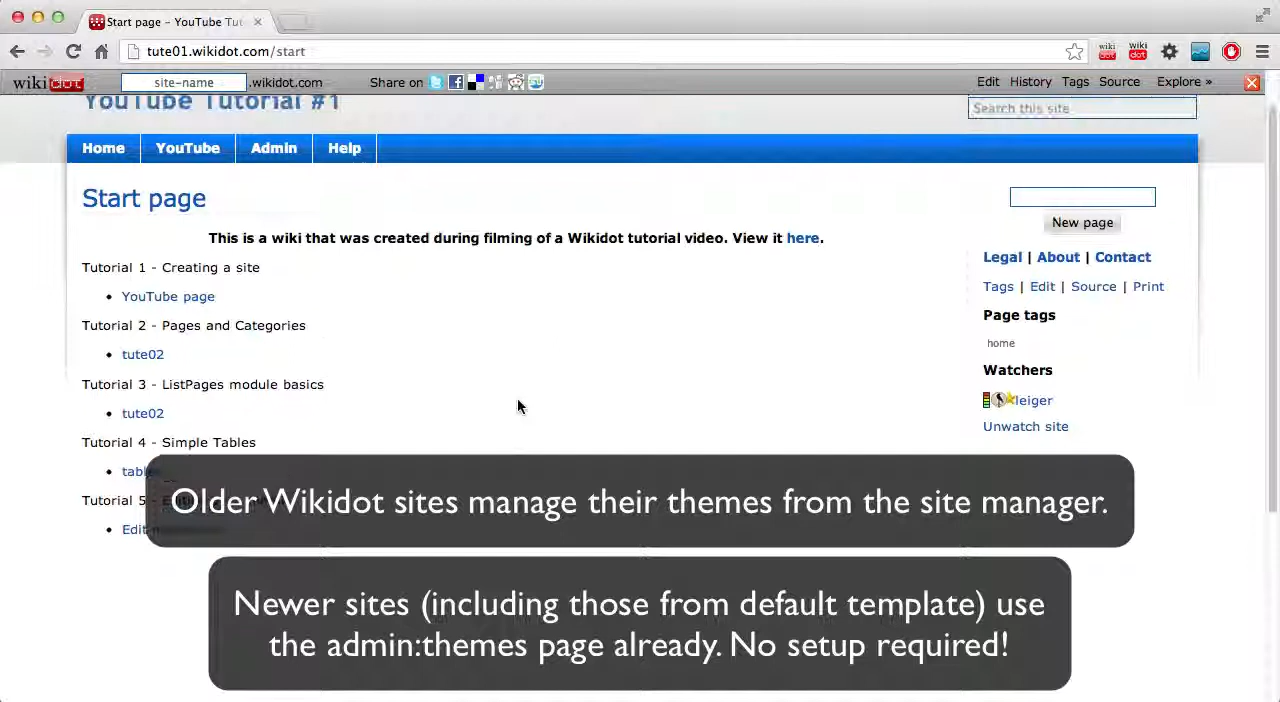 Start page – YouTube Tut
tute01.wikidot.com/start
wikidot site-name .wikidot.com Share on Edit History Tags Source Explore »
YouTube Tutorial #1
Search this site
Home YouTube Admin Help
Start page
New page
This is a wiki that was created during filming of a Wikidot tutorial video. View it here.
Legal | About | Contact
Tutorial 1 - Creating a site
Tags | Edit | Source | Print
• YouTube page
Page tags
Tutorial 2 - Pages and Categories
home
• tute02
Watchers
Tutorial 3 - ListPages module basics
leiger
• tute02
Unwatch site
Tutorial 4 - Simple Tables
Tutorial 5 -
Older Wikidot sites manage their themes from the site manager.
• Edit
Newer sites (including those from default template) use
the admin:themes page already. No setup required!